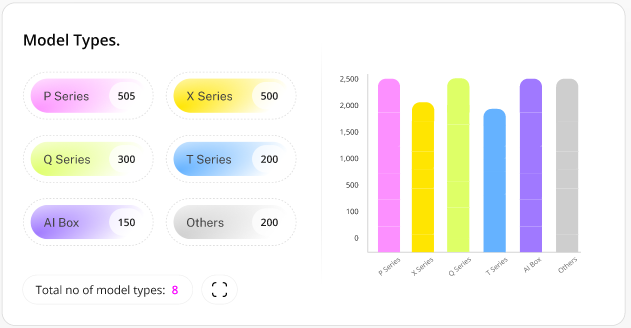 Model Types.
P Series 505
X Series 500
Q Series 300
T Series 200
AI Box 150
Others 200
Total no of model types: 8
2,500
2,000
1,500
1,000
500
100
0
P Series
X Series
Q Series
T Series
AI Box
Others